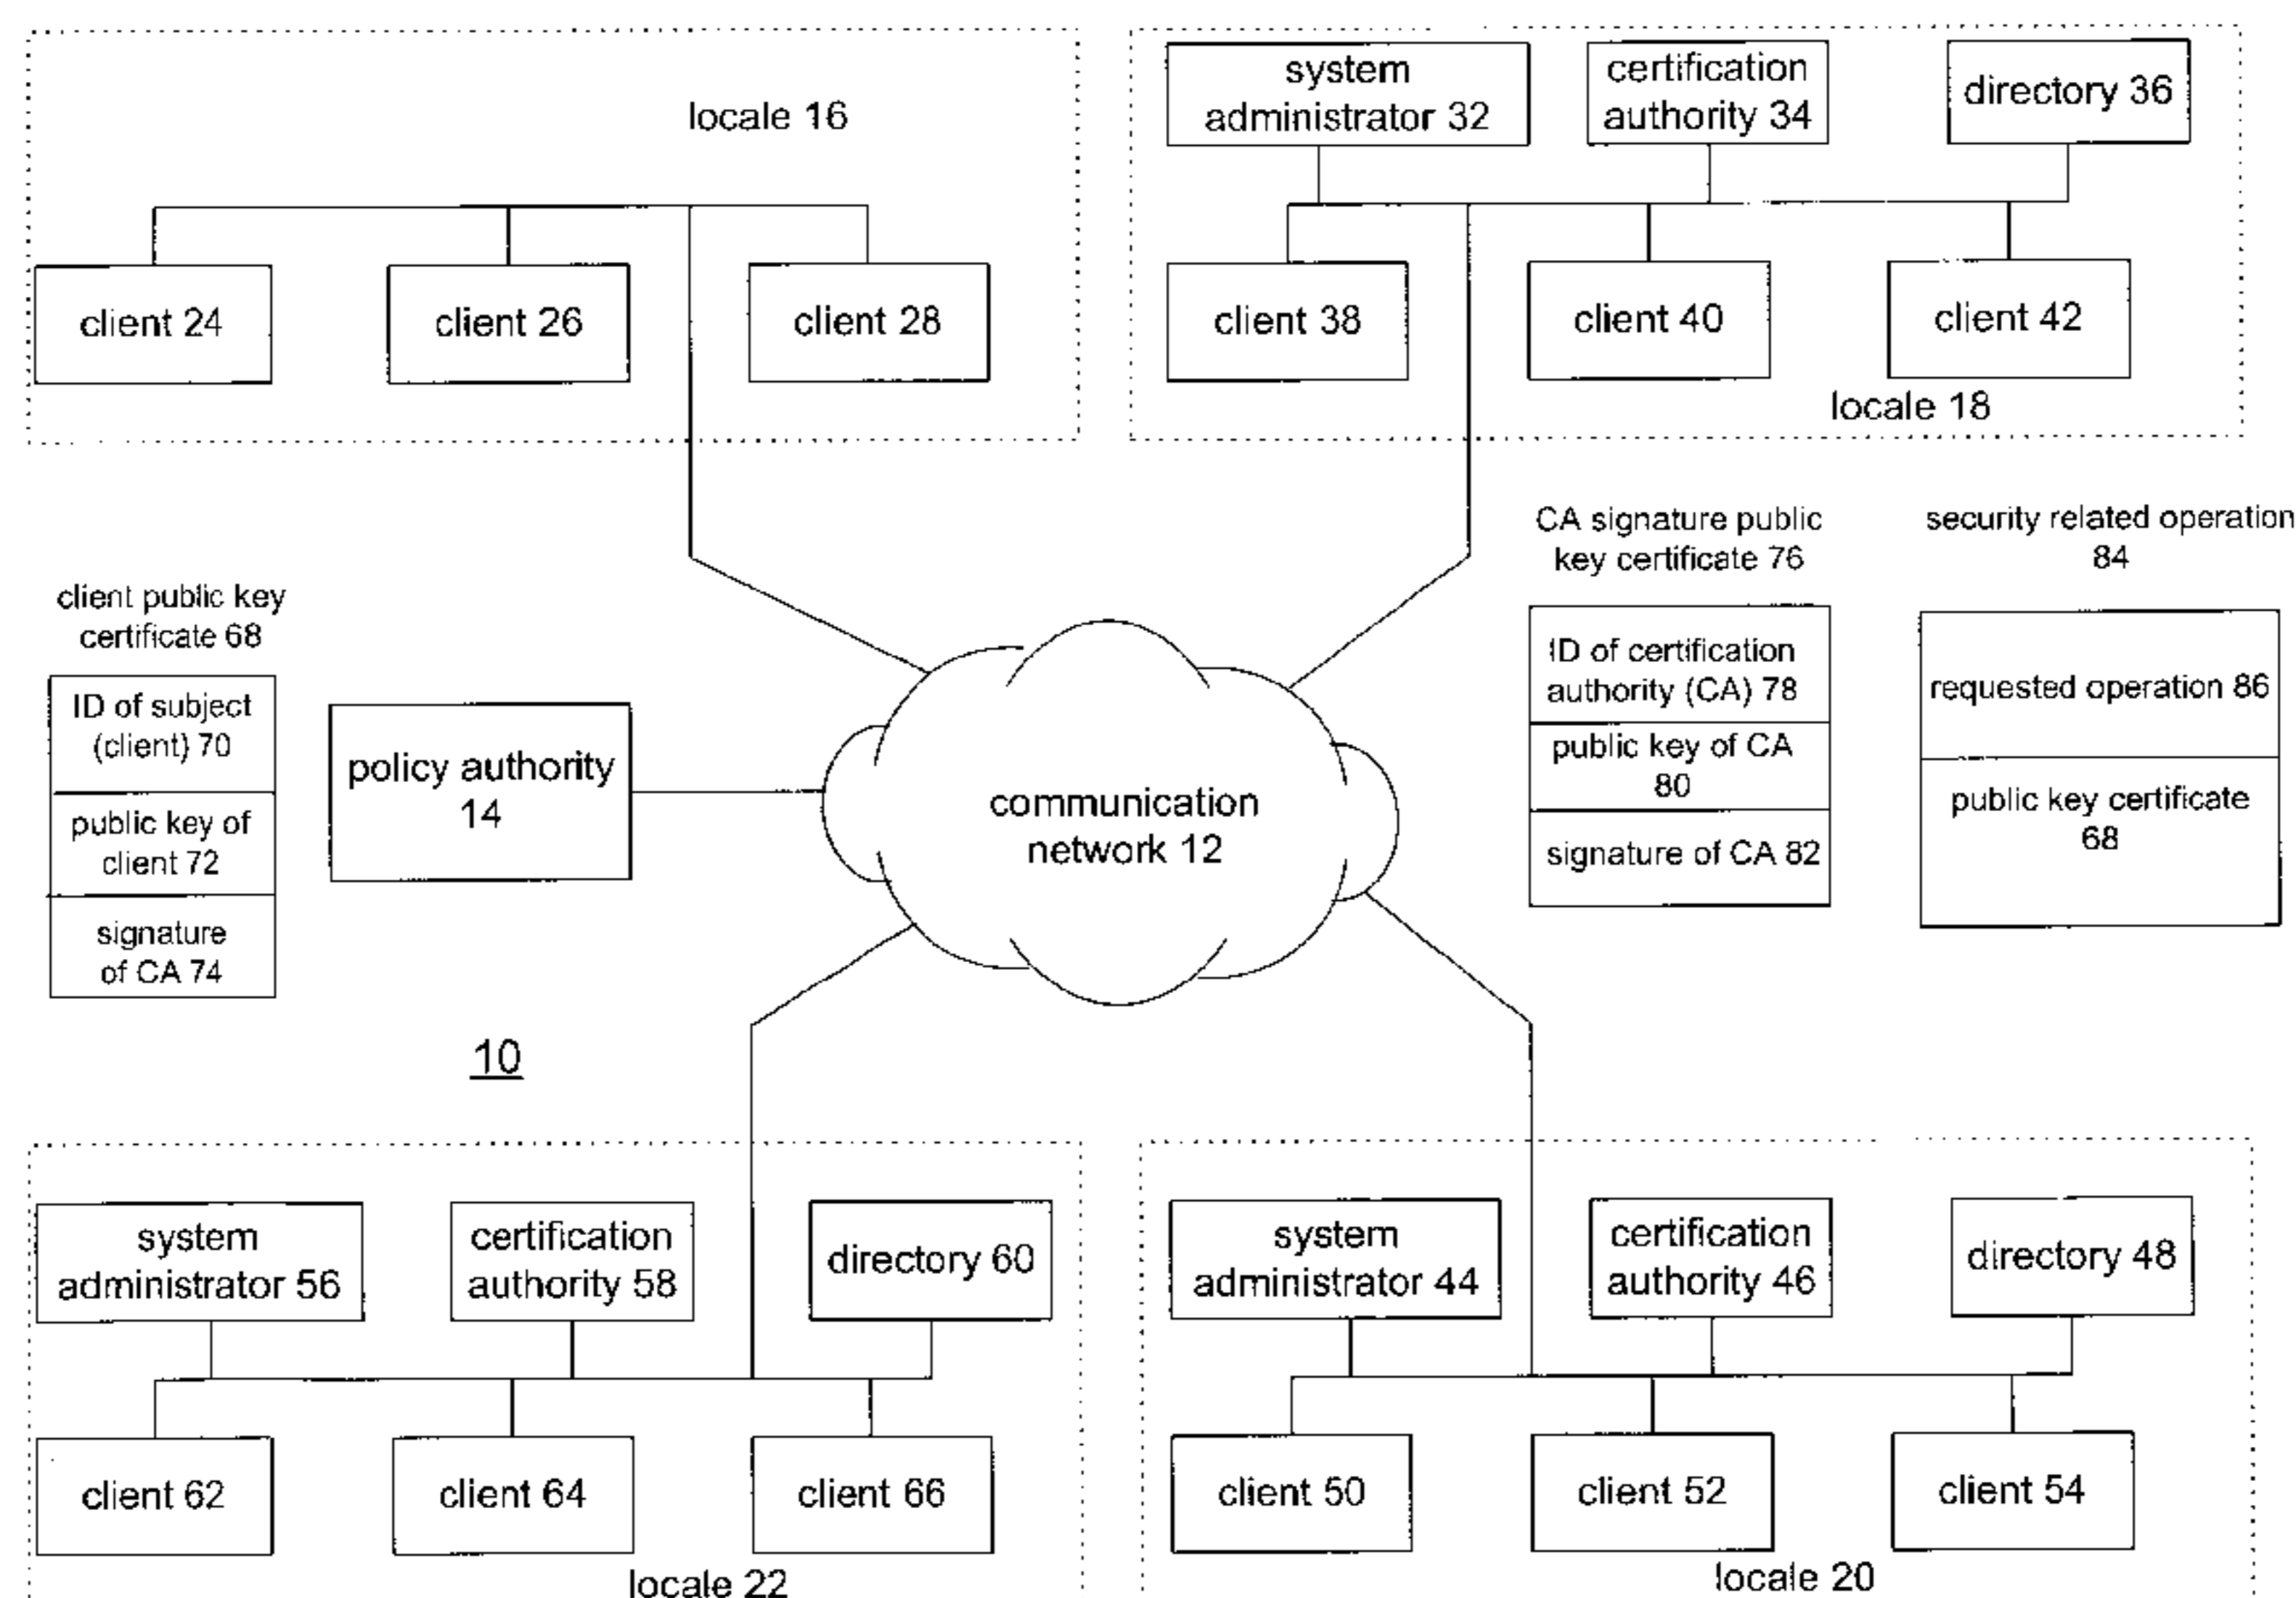 locale 16
client 24
client 26
client 28
system
administrator 32
certification
authority 34
directory 36
client 38
client 40
client 42
locale 18
client public key
certificate 68
ID of subject
(client) 70
public key of
client 72
signature
of CA 74
policy authority
14
communication
network 12
CA signature public
key certificate 76
ID of certification
authority (CA) 78
public key of CA
80
signature of CA 82
security related operation
84
requested operation 86
public key certificate
68
10
system
administrator 56
certification
authority 58
directory 60
client 62
client 64
client 66
locale 22
system
administrator 44
certification
authority 46
directory 48
client 50
client 52
client 54
locale 20